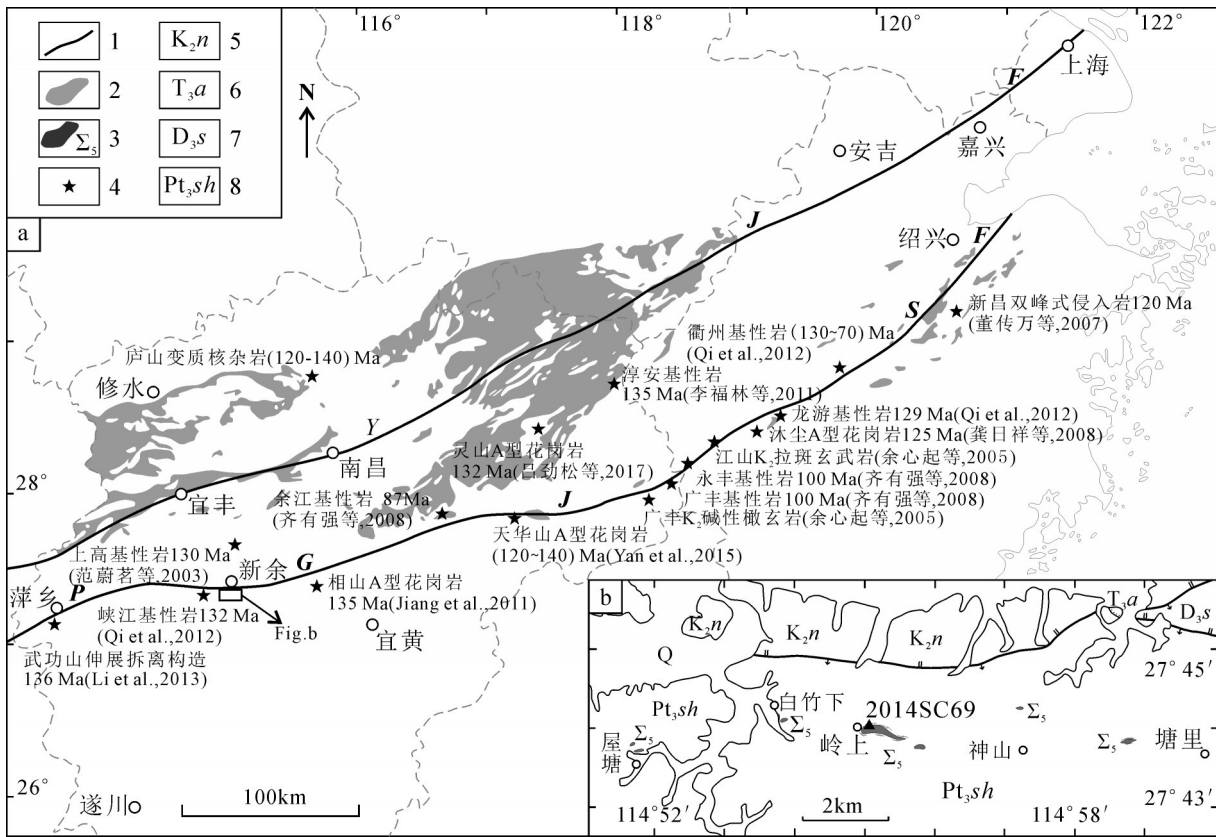 116°
118°
120°
122°
1
K₂n
5
2
T₃a
6
Σ₅
3
D₃s
7
4
Pt₃sh
8
N
a
F
上海
嘉兴
安吉
J
绍兴
F
S
新昌双峰式侵入岩120 Ma
(董传万等,2007)
衢州基性岩(130~70) Ma
(Qi et al.,2012)
庐山变质核杂岩(120-140) Ma
修水
淳安基性岩
135 Ma(李福林等,2011)
龙游基性岩129 Ma(Qi et al.,2012)
沐尘A型花岗岩125 Ma(龚日祥等,2008)
江山K₂拉斑玄武岩(余心起等,2005)
永丰基性岩100 Ma(齐有强等,2008)
广丰基性岩100 Ma(齐有强等,2008)
广丰K₂碱性橄玄岩(余心起等,2005)
Y
南昌
灵山A型花岗岩
132 Ma(吕劲松等,2017)
28°
宜丰
余江基性岩 87Ma
(齐有强等,2008)
J
天华山A型花岗岩
(120~140) Ma(Yan et al.,2015)
上高基性岩130 Ma
(范蔚茗等,2003)
新余
G
P
萍乡
相山A型花岗岩
135 Ma(Jiang et al.,2011)
峡江基性岩132 Ma
(Qi et al.,2012)
Fig.b
宜黄
武功山伸展拆离构造
136 Ma(Li et al.,2013)
26°
遂川
100km
b
K₂n
K₂n
K₂n
T₃a
D₃s
Q
27°45′
Pt₃sh
白竹下
Σ₅
2014SC69
Σ₅
屋塘
Σ₅
岭上
Σ₅
神山
Σ₅
塘里
Pt₃sh
114°52′
2km
114°58′
27°43′